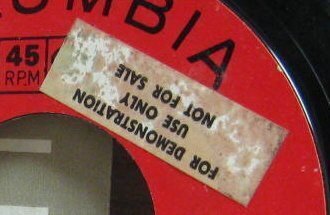 UMBIA
45
RPM
FOR DEMONSTRATION
USE ONLY
NOT FOR SALE